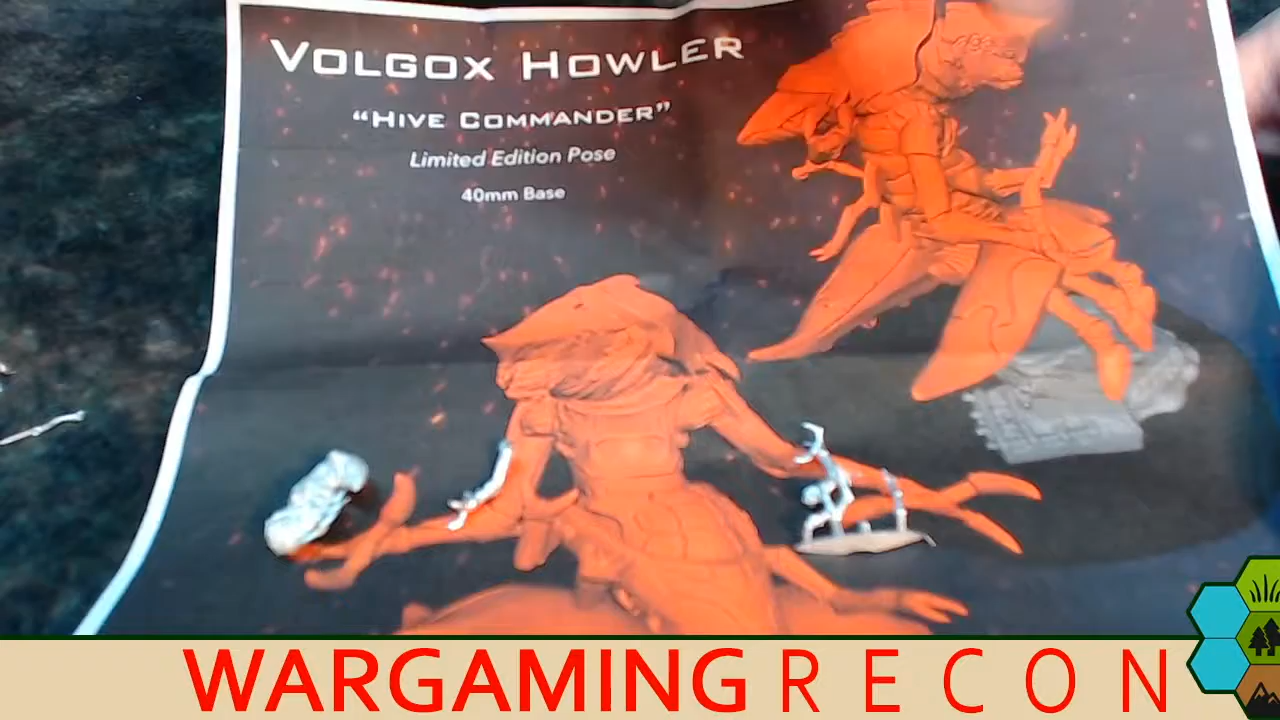 VOLGOX HOWLER
“HIVE COMMANDER”
Limited Edition Pose
40mm Base
WARGAMING RECON